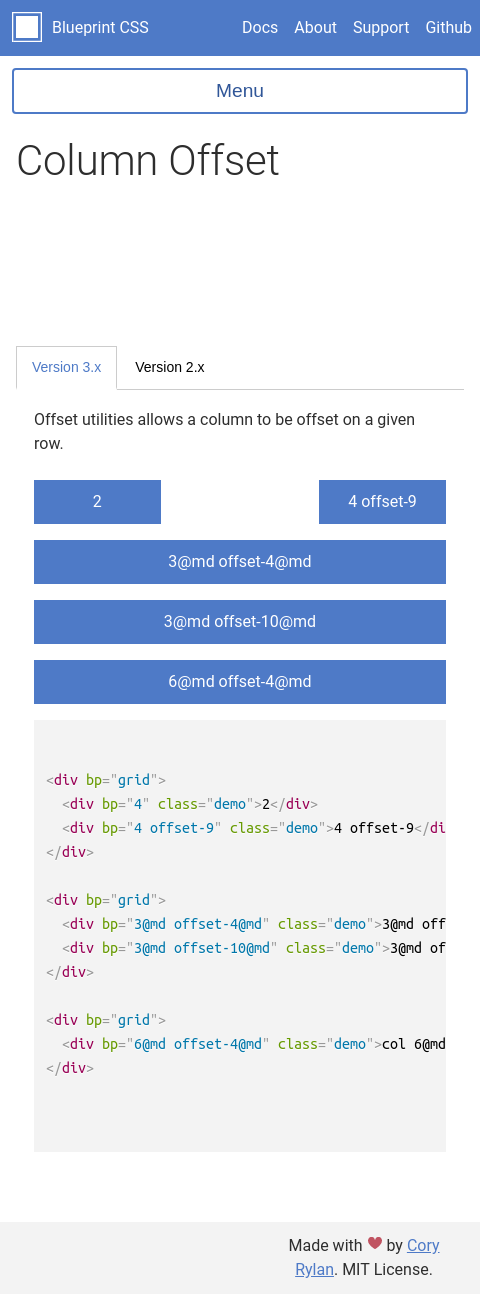 Blueprint CSS Docs About Support Github
Menu
Column Offset
Version 3.x Version 2.x
Offset utilities allows a column to be offset on a given
row.
2 4 offset-9
3@md offset-4@md
3@md offset-10@md
6@md offset-4@md
<div bp="grid">
  <div bp="4" class="demo">2</div>
  <div bp="4 offset-9" class="demo">4 offset-9</di
</div>
<div bp="grid">
  <div bp="3@md offset-4@md" class="demo">3@md off
  <div bp="3@md offset-10@md" class="demo">3@md of
</div>
<div bp="grid">
  <div bp="6@md offset-4@md" class="demo">col 6@md
</div>
Made with ❤ by Cory
Rylan. MIT License.